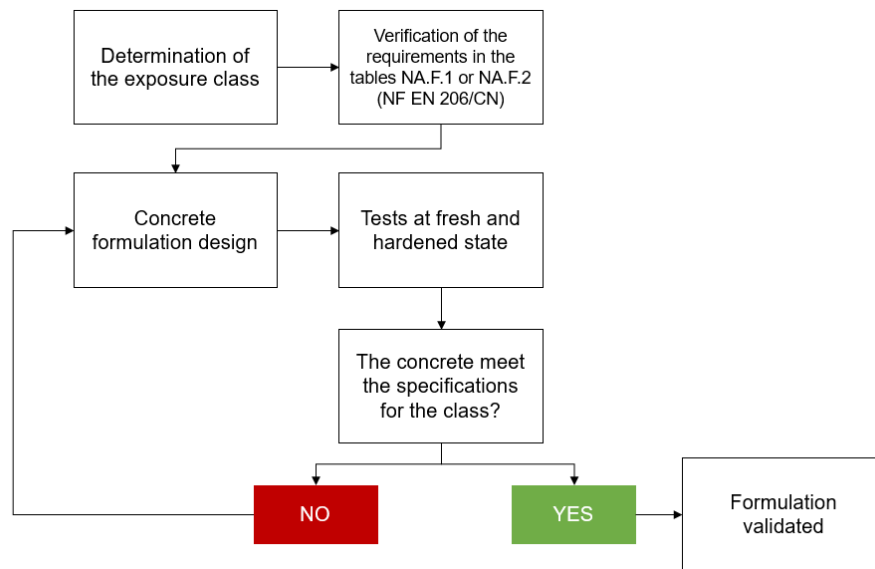 Determination of
the exposure class
Verification of the
requirements in the
tables NA.F.1 or NA.F.2
(NF EN 206/CN)
Concrete
formulation design
Tests at fresh and
hardened state
The concrete meet
the specifications
for the class?
NO
YES
Formulation
validated